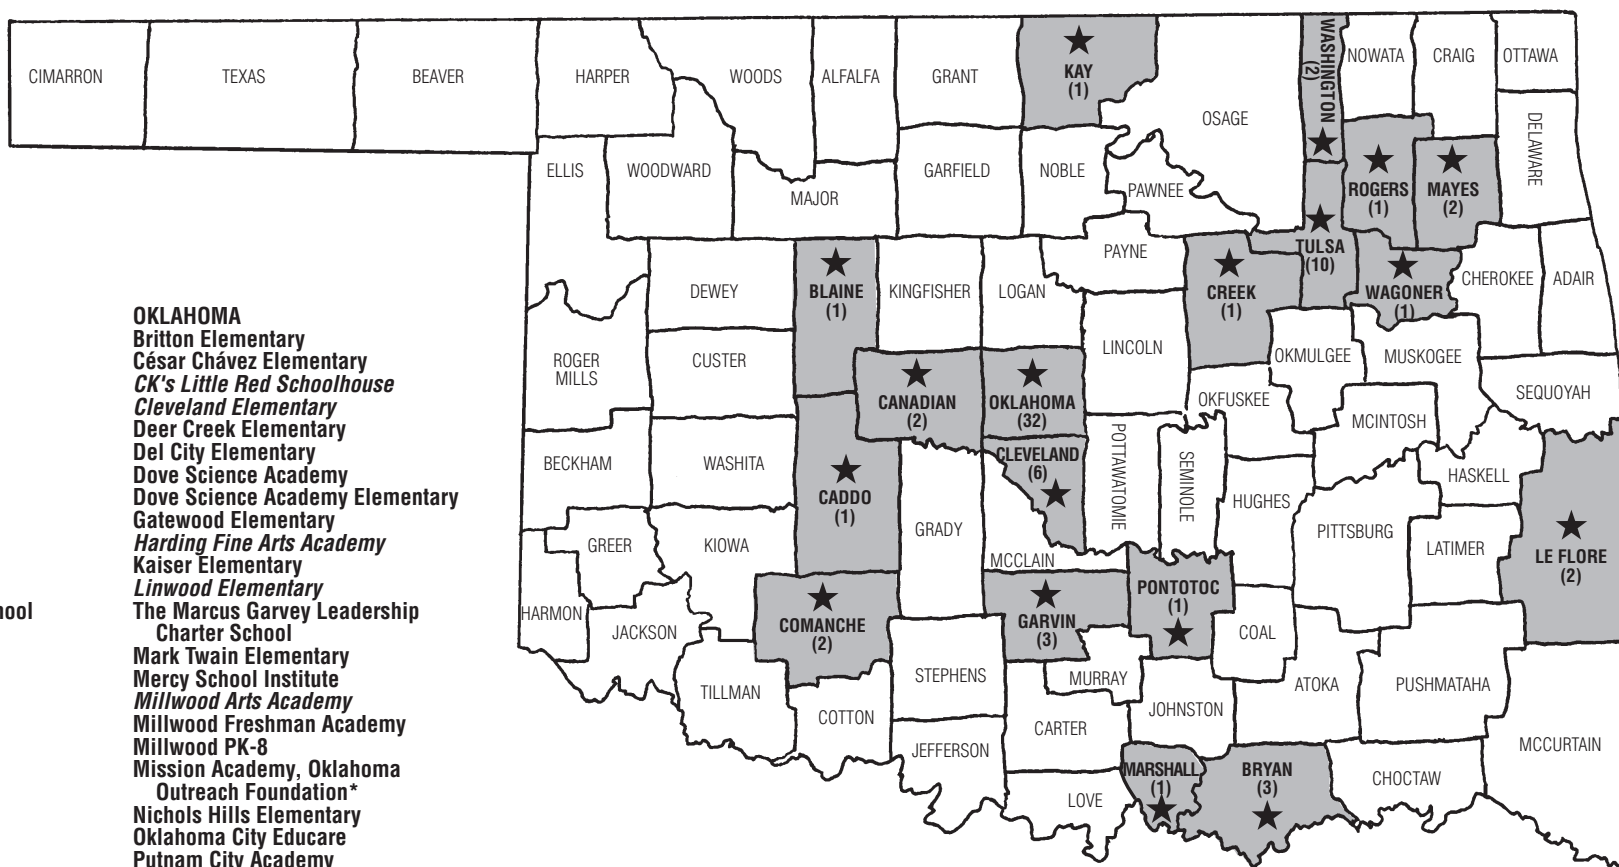 CIMARRON
TEXAS
BEAVER
HARPER
WOODS
ALFALFA
GRANT
KAY
(1)
OSAGE
WASHINGTON
(2)
NOWATA
CRAIG
OTTAWA
DELAWARE
ELLIS
WOODWARD
MAJOR
GARFIELD
NOBLE
PAWNEE
ROGERS
(1)
MAYES
(2)
TULSA
(10)
PAYNE
DEWEY
BLAINE
(1)
KINGFISHER
LOGAN
CREEK
(1)
WAGONER
(1)
CHEROKEE
ADAIR
ROGER
MILLS
CUSTER
CANADIAN
(2)
OKLAHOMA
(32)
LINCOLN
OKMULGEE
MUSKOGEE
OKFUSKEE
MCINTOSH
SEQUOYAH
BECKHAM
WASHITA
CADDO
(1)
GRADY
CLEVELAND
(6)
POTTAWATOMIE
SEMINOLE
HUGHES
PITTSBURG
HASKELL
LATIMER
LE FLORE
(2)
GREER
KIOWA
MCCLAIN
HARMON
JACKSON
COMANCHE
(2)
GARVIN
(3)
PONTOTOC
(1)
COAL
TILLMAN
COTTON
STEPHENS
MURRAY
JOHNSTON
ATOKA
PUSHMATAHA
JEFFERSON
CARTER
LOVE
MARSHALL
(1)
BRYAN
(3)
CHOCTAW
MCCURTAIN
OKLAHOMA
Britton Elementary
César Chávez Elementary
CK's Little Red Schoolhouse
Cleveland Elementary
Deer Creek Elementary
Del City Elementary
Dove Science Academy
Dove Science Academy Elementary
Gatewood Elementary
Harding Fine Arts Academy
Kaiser Elementary
Linwood Elementary
The Marcus Garvey Leadership
Charter School
Mark Twain Elementary
Mercy School Institute
Millwood Arts Academy
Millwood Freshman Academy
Millwood PK-8
Mission Academy, Oklahoma
Outreach Foundation*
Nichols Hills Elementary
Oklahoma City Educare
Putnam City Academy